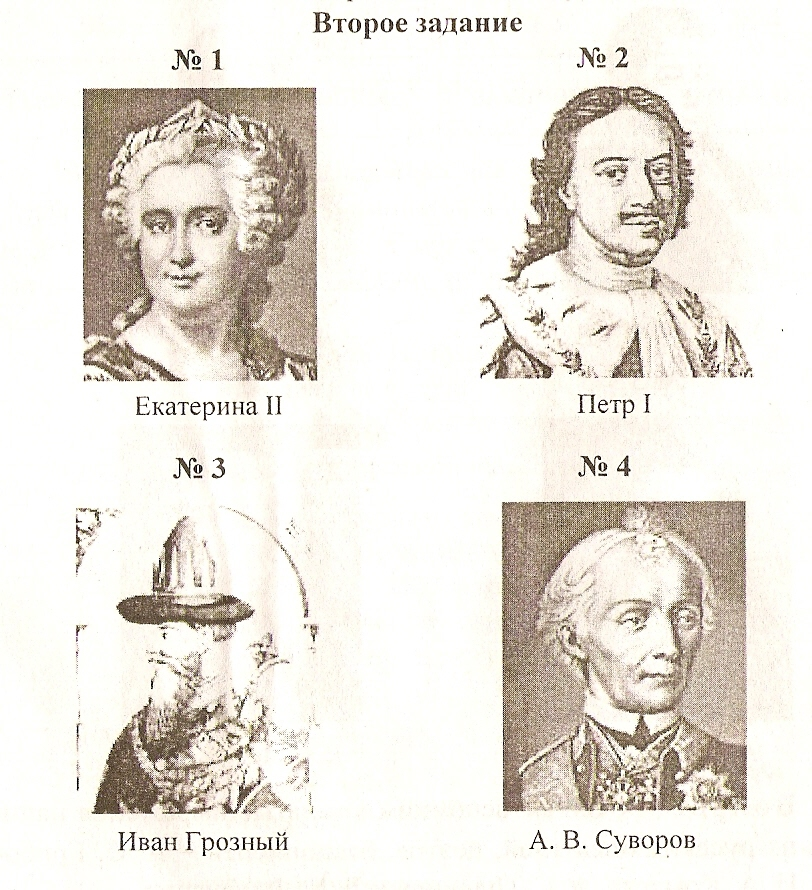 Второе задание
№ 1
№ 2
Екатерина II
Петр I
№ 3
№ 4
Иван Грозный
А. В. Суворов